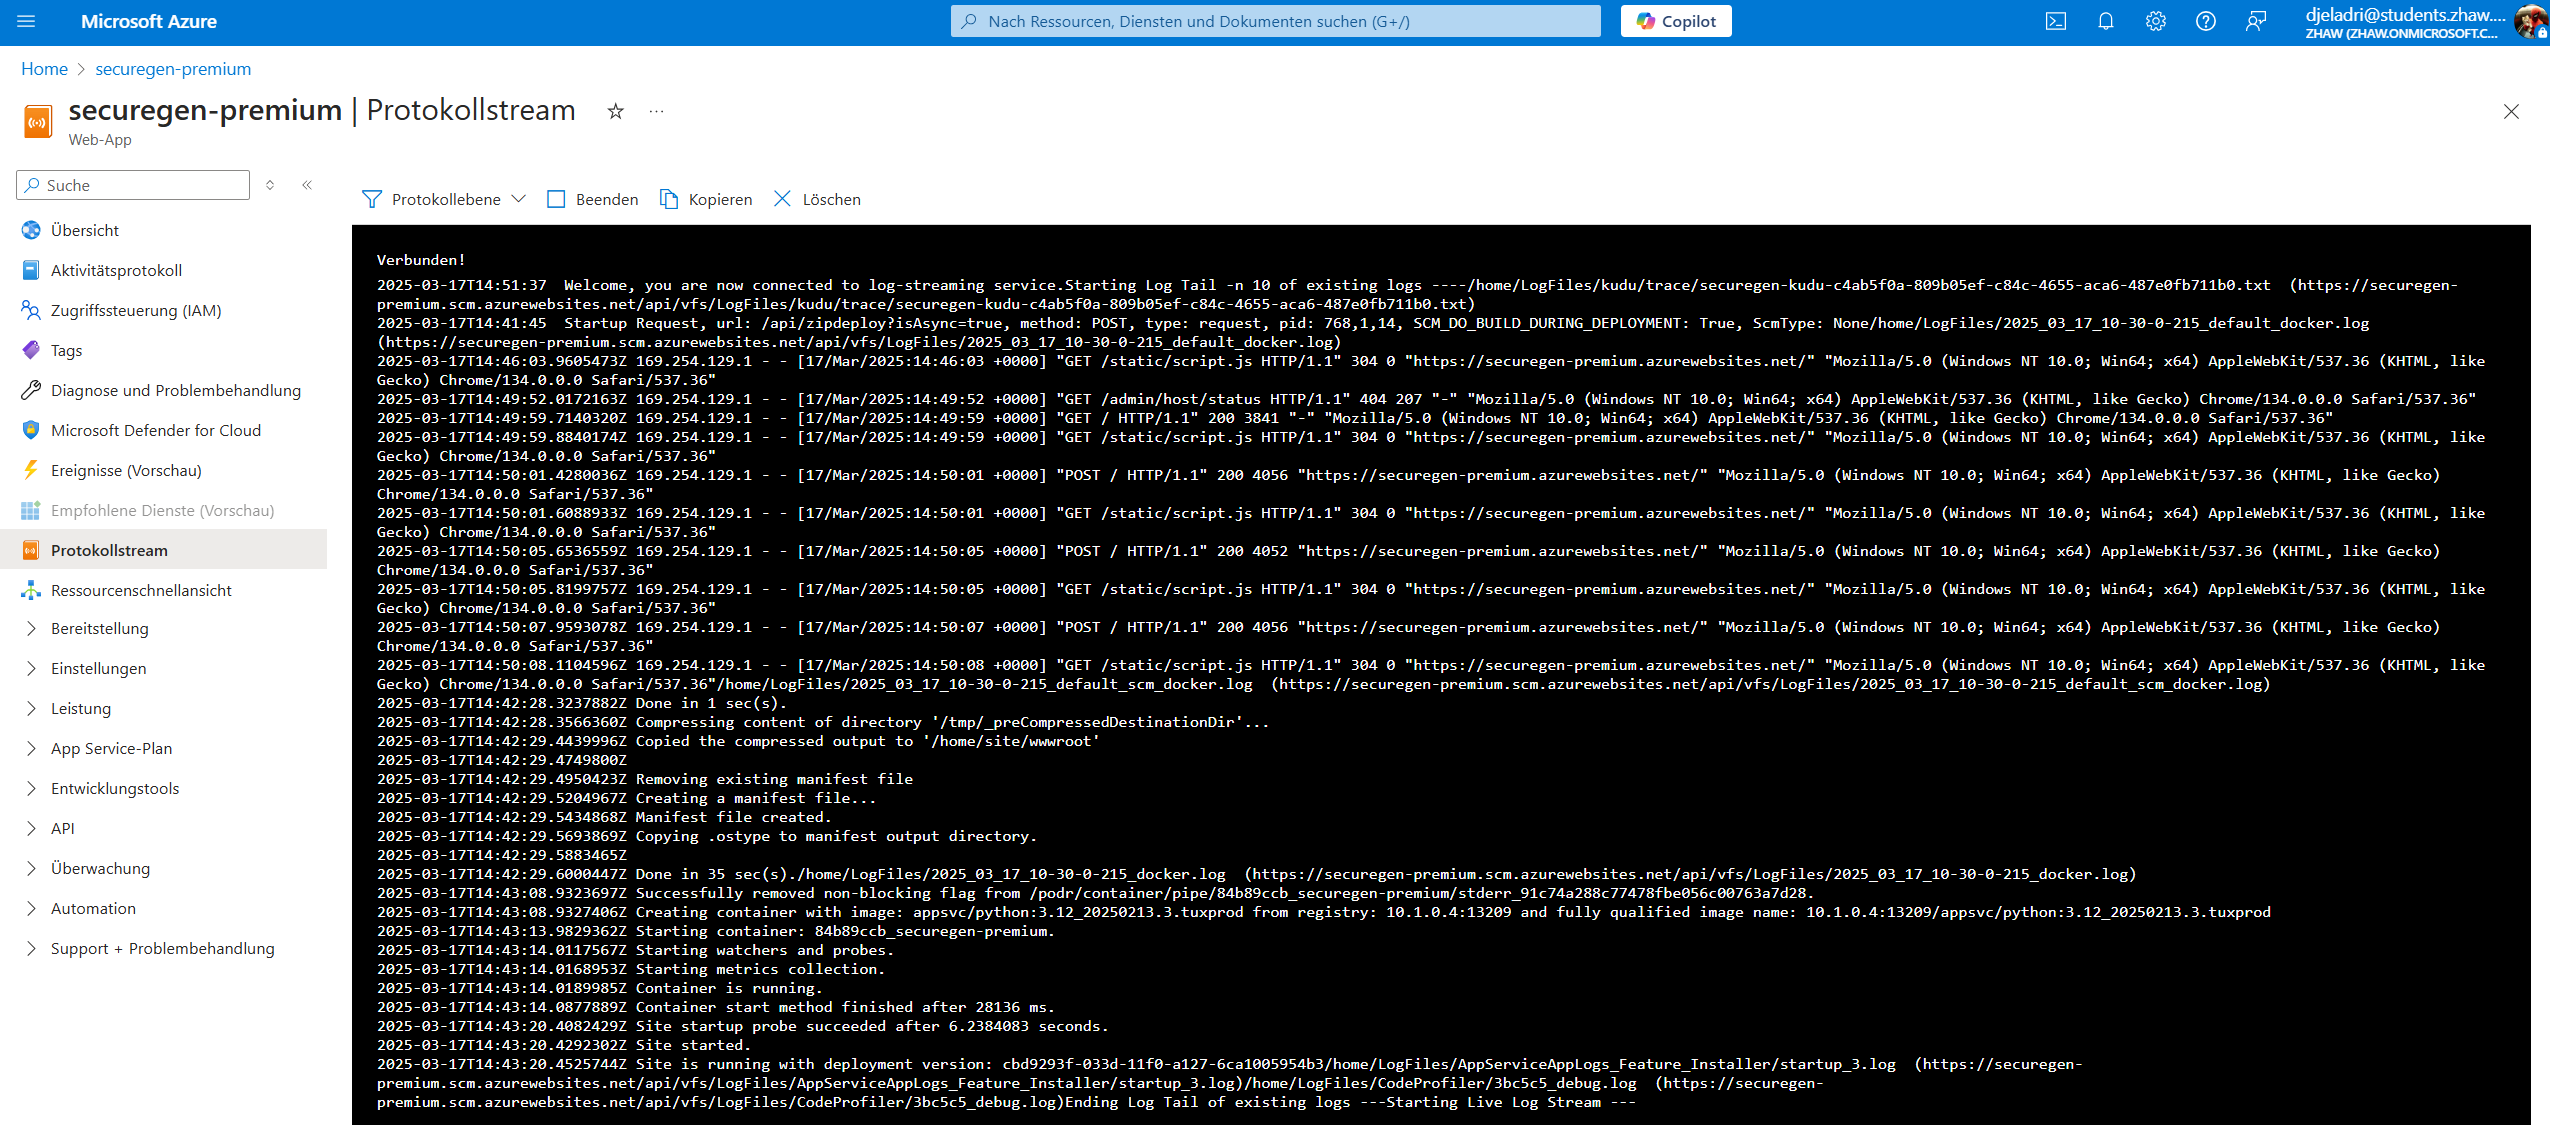 Microsoft Azure
Nach Ressourcen, Diensten und Dokumenten suchen (G+/)
Copilot
djeladri@students.zhaw....
ZHAW (ZHAW.ONMICROSOFT.C...
Home > securegen-premium
securegen-premium | Protokollstream
Web-App
Suche
Protokollebene
Beenden
Kopieren
Löschen
Übersicht
Aktivitätsprotokoll
Zugriffssteuerung (IAM)
Tags
Diagnose und Problembehandlung
Microsoft Defender for Cloud
Ereignisse (Vorschau)
Empfohlene Dienste (Vorschau)
Protokollstream
Ressourcenschnellansicht
Bereitstellung
Einstellungen
Leistung
App Service-Plan
Entwicklungstools
API
Überwachung
Automation
Support + Problembehandlung
Verbunden!
2025-03-17T14:51:37  Welcome, you are now connected to log-streaming service.Starting Log Tail -n 10 of existing logs ----/home/LogFiles/kudu/trace/securegen-kudu-c4ab5f0a-809b05ef-c84c-4655-aca6-487e0fb711b0.txt  (https://securegen-
premium.scm.azurewebsites.net/api/vfs/LogFiles/kudu/trace/securegen-kudu-c4ab5f0a-809b05ef-c84c-4655-aca6-487e0fb711b0.txt)
2025-03-17T14:41:45  Startup Request, url: /api/zipdeploy?isAsync=true, method: POST, type: request, pid: 768,1,14, SCM_DO_BUILD_DURING_DEPLOYMENT: True, ScmType: None/home/LogFiles/2025_03_17_10-30-0-215_default_docker.log
(https://securegen-premium.scm.azurewebsites.net/api/vfs/LogFiles/2025_03_17_10-30-0-215_default_docker.log)
2025-03-17T14:46:03.9605473Z 169.254.129.1 - - [17/Mar/2025:14:46:03 +0000] "GET /static/script.js HTTP/1.1" 304 0 "https://securegen-premium.azurewebsites.net/" "Mozilla/5.0 (Windows NT 10.0; Win64; x64) AppleWebKit/537.36 (KHTML, like
Gecko) Chrome/134.0.0.0 Safari/537.36"
2025-03-17T14:49:52.0172163Z 169.254.129.1 - - [17/Mar/2025:14:49:52 +0000] "GET /admin/host/status HTTP/1.1" 404 207 "-" "Mozilla/5.0 (Windows NT 10.0; Win64; x64) AppleWebKit/537.36 (KHTML, like Gecko) Chrome/134.0.0.0 Safari/537.36"
2025-03-17T14:49:59.7140320Z 169.254.129.1 - - [17/Mar/2025:14:49:59 +0000] "GET / HTTP/1.1" 200 3841 "-" "Mozilla/5.0 (Windows NT 10.0; Win64; x64) AppleWebKit/537.36 (KHTML, like Gecko) Chrome/134.0.0.0 Safari/537.36"
2025-03-17T14:49:59.8840174Z 169.254.129.1 - - [17/Mar/2025:14:49:59 +0000] "GET /static/script.js HTTP/1.1" 304 0 "https://securegen-premium.azurewebsites.net/" "Mozilla/5.0 (Windows NT 10.0; Win64; x64) AppleWebKit/537.36 (KHTML, like
Gecko) Chrome/134.0.0.0 Safari/537.36"
2025-03-17T14:50:01.4280036Z 169.254.129.1 - - [17/Mar/2025:14:50:01 +0000] "POST / HTTP/1.1" 200 4056 "https://securegen-premium.azurewebsites.net/" "Mozilla/5.0 (Windows NT 10.0; Win64; x64) AppleWebKit/537.36 (KHTML, like Gecko)
Chrome/134.0.0.0 Safari/537.36"
2025-03-17T14:50:01.6088933Z 169.254.129.1 - - [17/Mar/2025:14:50:01 +0000] "GET /static/script.js HTTP/1.1" 304 0 "https://securegen-premium.azurewebsites.net/" "Mozilla/5.0 (Windows NT 10.0; Win64; x64) AppleWebKit/537.36 (KHTML, like
Gecko) Chrome/134.0.0.0 Safari/537.36"
2025-03-17T14:50:05.6536559Z 169.254.129.1 - - [17/Mar/2025:14:50:05 +0000] "POST / HTTP/1.1" 200 4052 "https://securegen-premium.azurewebsites.net/" "Mozilla/5.0 (Windows NT 10.0; Win64; x64) AppleWebKit/537.36 (KHTML, like Gecko)
Chrome/134.0.0.0 Safari/537.36"
2025-03-17T14:50:05.8199757Z 169.254.129.1 - - [17/Mar/2025:14:50:05 +0000] "GET /static/script.js HTTP/1.1" 304 0 "https://securegen-premium.azurewebsites.net/" "Mozilla/5.0 (Windows NT 10.0; Win64; x64) AppleWebKit/537.36 (KHTML, like
Gecko) Chrome/134.0.0.0 Safari/537.36"
2025-03-17T14:50:07.9593078Z 169.254.129.1 - - [17/Mar/2025:14:50:07 +0000] "POST / HTTP/1.1" 200 4056 "https://securegen-premium.azurewebsites.net/" "Mozilla/5.0 (Windows NT 10.0; Win64; x64) AppleWebKit/537.36 (KHTML, like Gecko)
Chrome/134.0.0.0 Safari/537.36"
2025-03-17T14:50:08.1104596Z 169.254.129.1 - - [17/Mar/2025:14:50:08 +0000] "GET /static/script.js HTTP/1.1" 304 0 "https://securegen-premium.azurewebsites.net/" "Mozilla/5.0 (Windows NT 10.0; Win64; x64) AppleWebKit/537.36 (KHTML, like
Gecko) Chrome/134.0.0.0 Safari/537.36"/home/LogFiles/2025_03_17_10-30-0-215_default_scm_docker.log  (https://securegen-premium.scm.azurewebsites.net/api/vfs/LogFiles/2025_03_17_10-30-0-215_default_scm_docker.log)
2025-03-17T14:42:28.3237882Z Done in 1 sec(s).
2025-03-17T14:42:28.3566360Z Compressing content of directory '/tmp/_preCompressedDestinationDir'...
2025-03-17T14:42:29.4439996Z Copied the compressed output to '/home/site/wwwroot'
2025-03-17T14:42:29.4749800Z
2025-03-17T14:42:29.4950423Z Removing existing manifest file
2025-03-17T14:42:29.5204967Z Creating a manifest file...
2025-03-17T14:42:29.5434868Z Manifest file created.
2025-03-17T14:42:29.5693869Z Copying .ostype to manifest output directory.
2025-03-17T14:42:29.5883465Z
2025-03-17T14:42:29.6000447Z Done in 35 sec(s)./home/LogFiles/2025_03_17_10-30-0-215_docker.log  (https://securegen-premium.scm.azurewebsites.net/api/vfs/LogFiles/2025_03_17_10-30-0-215_docker.log)
2025-03-17T14:43:08.9323697Z Successfully removed non-blocking flag from /podr/container/pipe/84b89ccb_securegen-premium/stderr_91c74a288c77478fbe056c00763a7d28.
2025-03-17T14:43:08.9327406Z Creating container with image: appsvc/python:3.12_20250213.3.tuxprod from registry: 10.1.0.4:13209 and fully qualified image name: 10.1.0.4:13209/appsvc/python:3.12_20250213.3.tuxprod
2025-03-17T14:43:13.9829362Z Starting container: 84b89ccb_securegen-premium.
2025-03-17T14:43:14.0117567Z Starting watchers and probes.
2025-03-17T14:43:14.0168953Z Starting metrics collection.
2025-03-17T14:43:14.0189985Z Container is running.
2025-03-17T14:43:14.0877889Z Container start method finished after 28136 ms.
2025-03-17T14:43:20.4082429Z Site startup probe succeeded after 6.2384083 seconds.
2025-03-17T14:43:20.4292302Z Site started.
2025-03-17T14:43:20.4525744Z Site is running with deployment version: cbd9293f-033d-11f0-a127-6ca1005954b3/home/LogFiles/AppServiceAppLogs_Feature_Installer/startup_3.log  (https://securegen-
premium.scm.azurewebsites.net/api/vfs/LogFiles/AppServiceAppLogs_Feature_Installer/startup_3.log)/home/LogFiles/CodeProfiler/3bc5c5_debug.log  (https://securegen-
premium.scm.azurewebsites.net/api/vfs/LogFiles/CodeProfiler/3bc5c5_debug.log)Ending Log Tail of existing logs ---Starting Live Log Stream ---